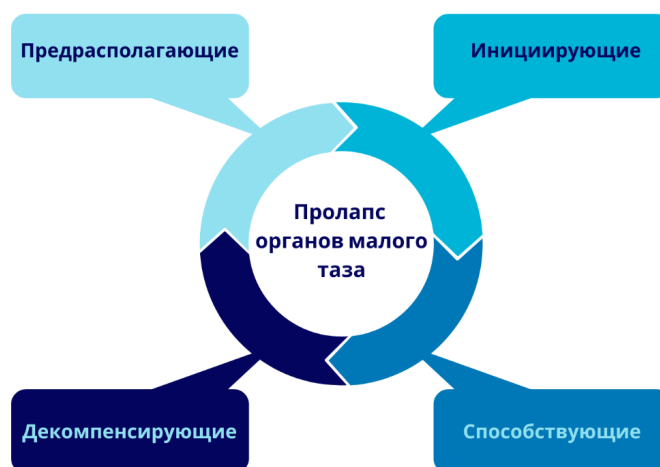 Предрасполагающие
Инициирующие
Пролапс
органов малого
таза
Декомпенсирующие
Способствующие